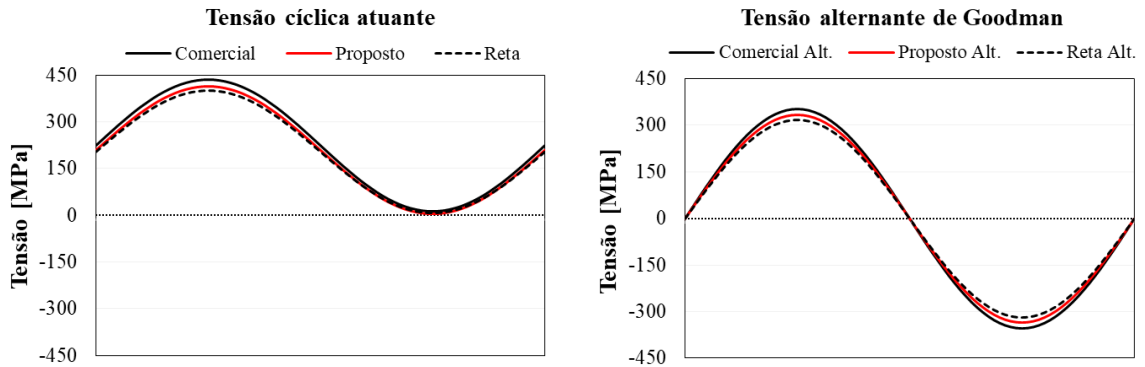 Tensão cíclica atuante
Comercial Proposto Reta
450
300
150
0
-150
-300
-450
Tensão [MPa]
Tensão alternante de Goodman
Comercial Alt. Proposto Alt. Reta Alt.
450
300
150
0
-150
-300
-450
Tensão [MPa]